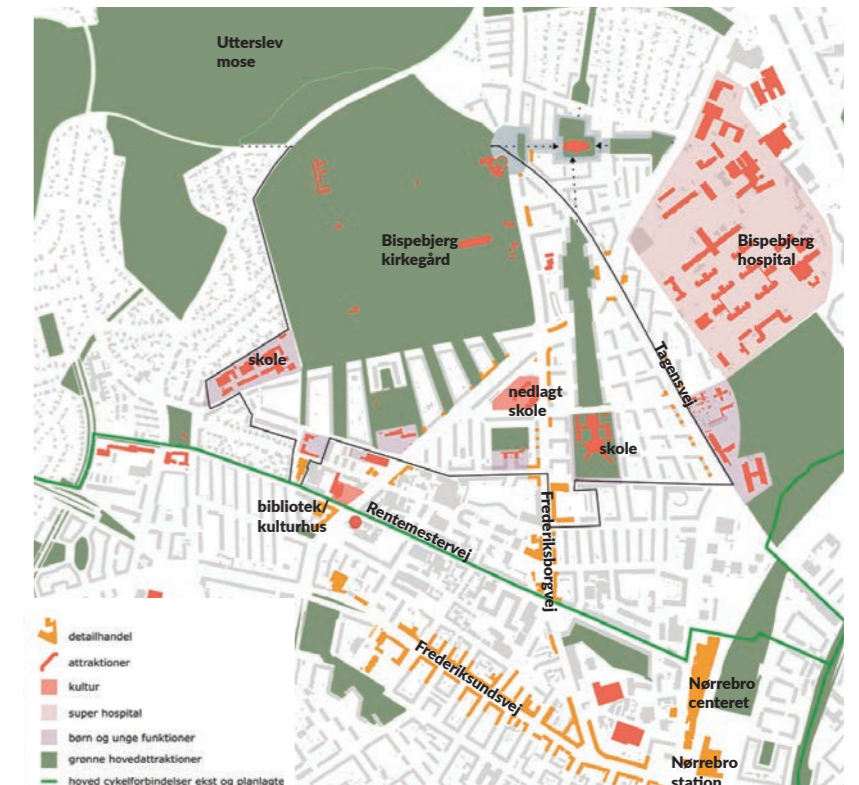 Utterslev
mose
Bispebjerg
kirkegård
Bispebjerg
hospital
Tagensvej
skole
nedlagt
skole
skole
bibliotek/
kulturhus
Rentemestervej
Frederiksborgvej
Frederiksundsvej
Nørrebro
centeret
Nørrebro
station
detailhandel
attraktioner
kultur
super hospital
børn og unge funktioner
grønne hovedattraktioner
hoved cykelforbindelser ekst og planlagte